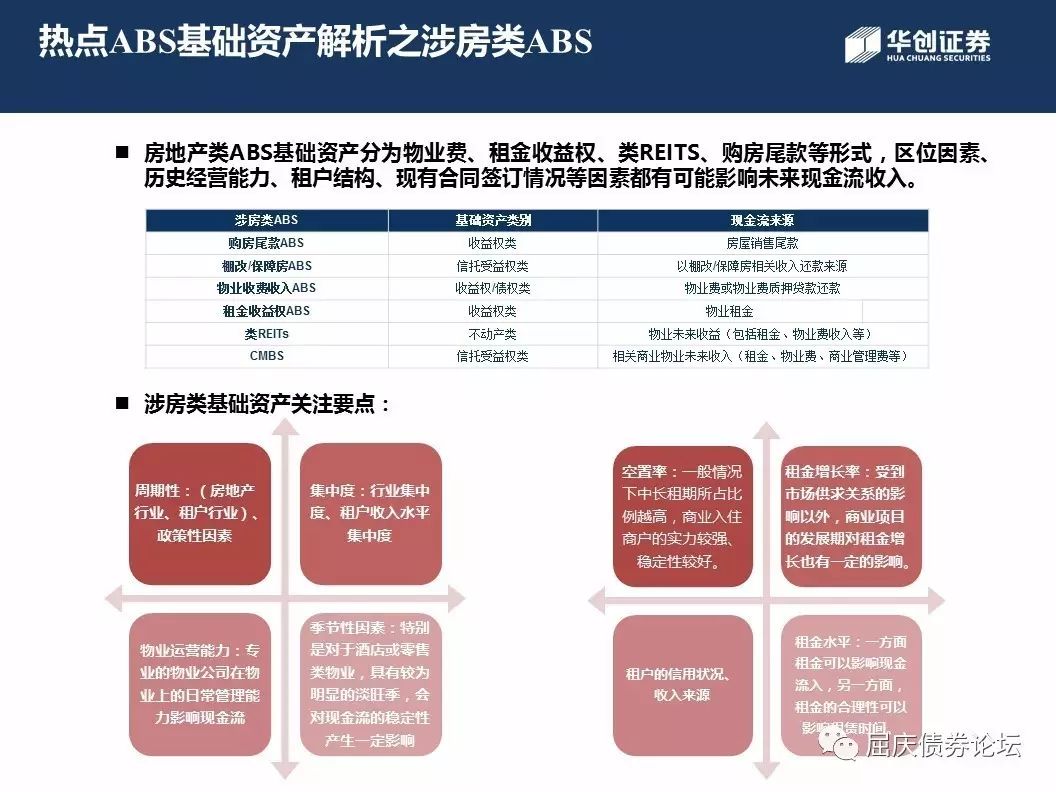 热点ABS基础资产解析之涉房类ABS
华创证券
HUA CHUANG SECURITIES
■ 房地产类ABS基础资产分为物业费、租金收益权、类REITS、购房尾款等形式，区位因素、
历史经营能力、租户结构、现有合同签订情况等因素都有可能影响未来现金流收入。
涉房类ABS 基础资产类别 现金流来源
购房尾款ABS 收益权类 房屋销售尾款
棚改/保障房ABS 信托受益权类 以棚改/保障房相关收入还款来源
物业收费收入ABS 收益权/债权类 物业费或物业费质押贷款还款
租金收益权ABS 收益权类 物业租金
类REITs 不动产类 物业未来收益（包括租金、物业费收入等）
CMBS 信托受益权类 相关商业物业未来收入（租金、物业费、商业管理费等）
■ 涉房类基础资产关注要点：
周期性：（房地产
行业、租户行业）、
政策性因素
集中度：行业集中
度、租户收入水平
集中度
物业运营能力：专
业的物业公司在物
业上的日常管理能
力影响现金流
季节性因素：特别
是对于酒店或零售
类物业，具有较为
明显的淡旺季，会
对现金流的稳定性
产生一定影响
空置率：一般情况
下中长租期所占比
例越高，商业入住
商户的实力较强、
稳定性较好。
租金增长率：受到
市场供求关系的影
响以外，商业项目
的发展期对租金增
长也有一定的影响。
租户的信用状况、
收入来源
租金水平：一方面
租金可以影响现金
流入，另一方面，
租金的合理性可以
影响租赁时间。
屈庆债券论坛